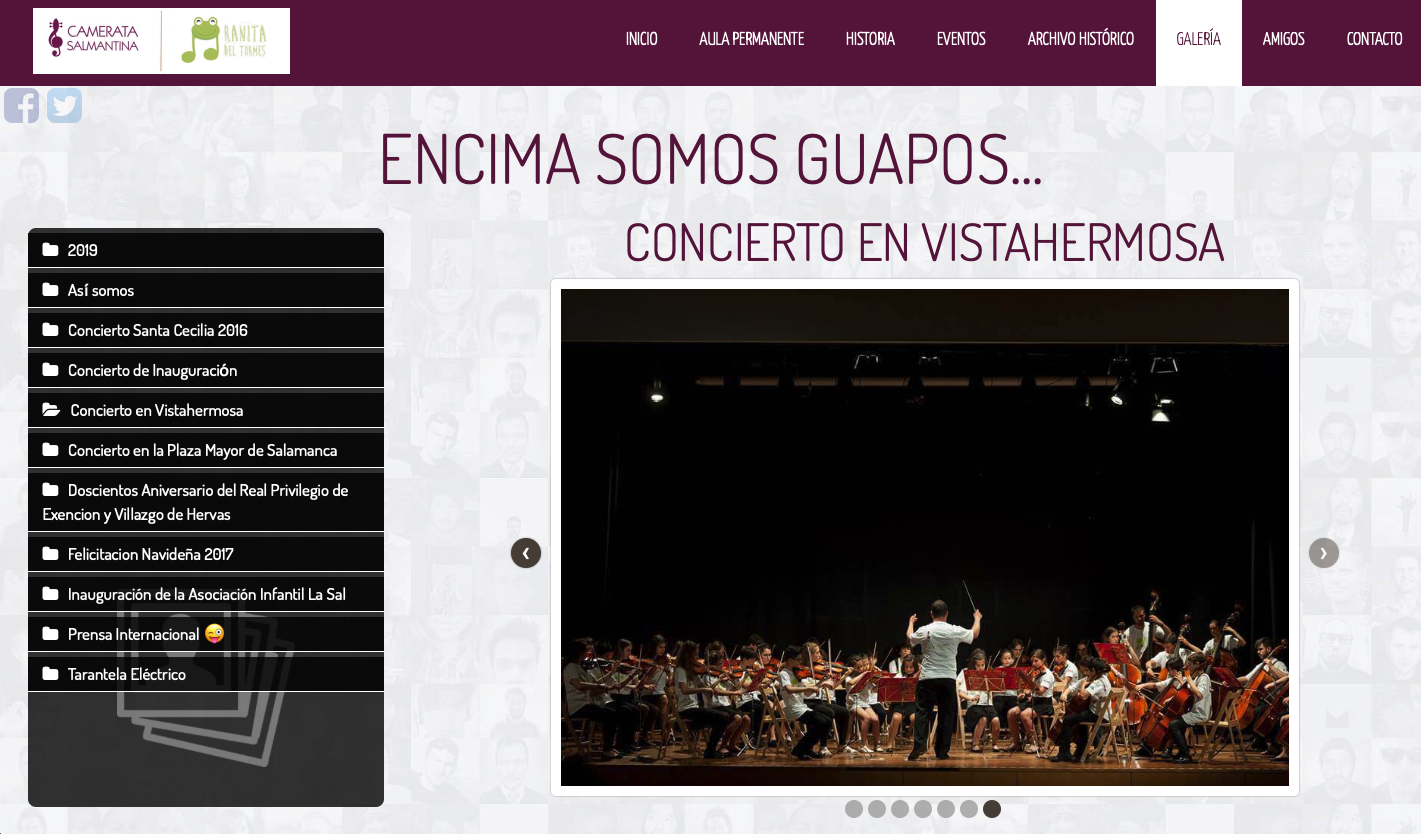 CAMERATA
SALMANTINA
RANITA
DEL TORMES
INICIO
AULA PERMANENTE
HISTORIA
EVENTOS
ARCHIVO HISTÓRICO
GALERÍA
AMIGOS
CONTACTO
ENCIMA SOMOS GUAPOS...
2019
Así somos
Concierto Santa Cecilia 2016
Concierto de Inauguración
Concierto en Vistahermosa
Concierto en la Plaza Mayor de Salamanca
Doscientos Aniversario del Real Privilegio de
Exencion y Villazgo de Hervas
Felicitacion Navideña 2017
Inauguración de la Asociación Infantil La Sal
Prensa Internacional 😜
Tarantela Eléctrico
CONCIERTO EN VISTAHERMOSA